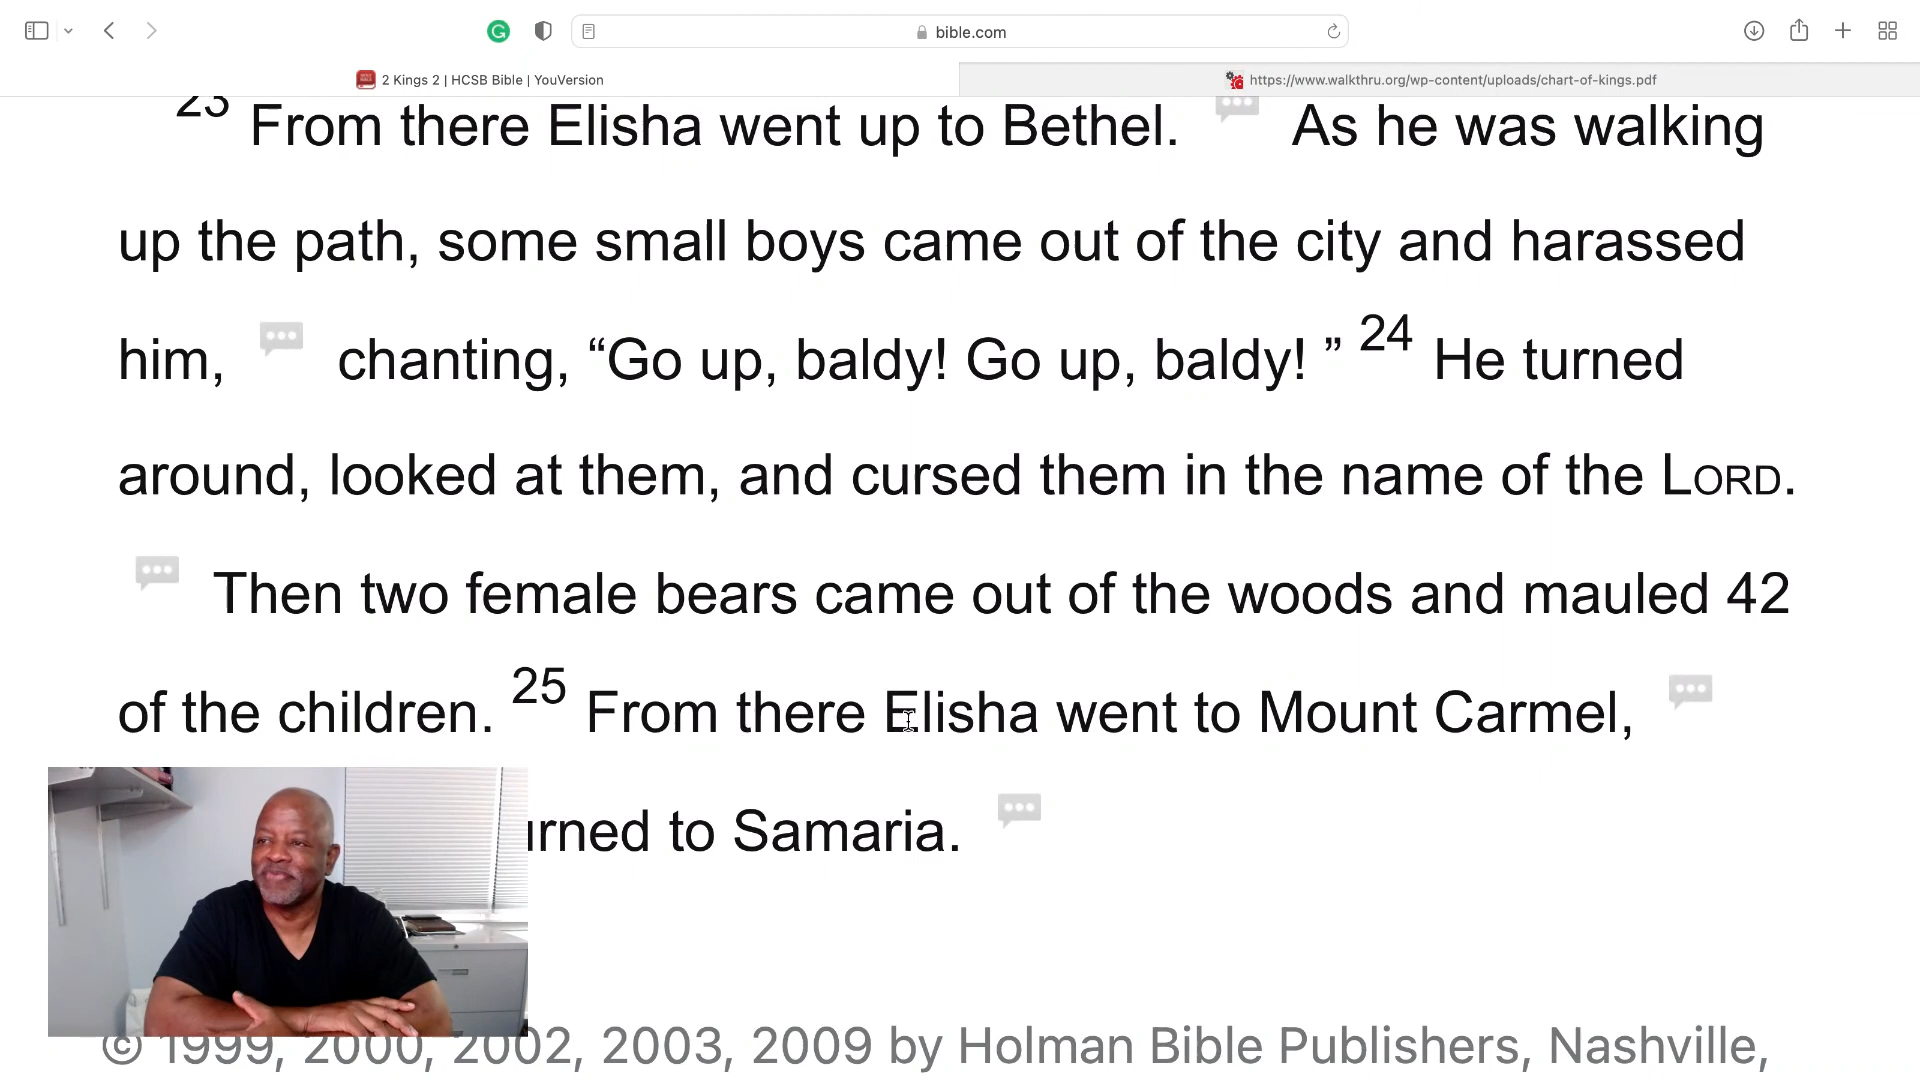 bible.com
2 Kings 2 | HCSB Bible | YouVersion
https://www.walkthru.org/wp-content/uploads/chart-of-kings.pdf
23 From there Elisha went up to Bethel. As he was walking
up the path, some small boys came out of the city and harassed
him, chanting, “Go up, baldy! Go up, baldy! ” 24 He turned
around, looked at them, and cursed them in the name of the LORD.
Then two female bears came out of the woods and mauled 42
of the children. 25 From there Elisha went to Mount Carmel,
to Samaria.
© 1999, 2000, 2002, 2003, 2009 by Holman Bible Publishers, Nashville,